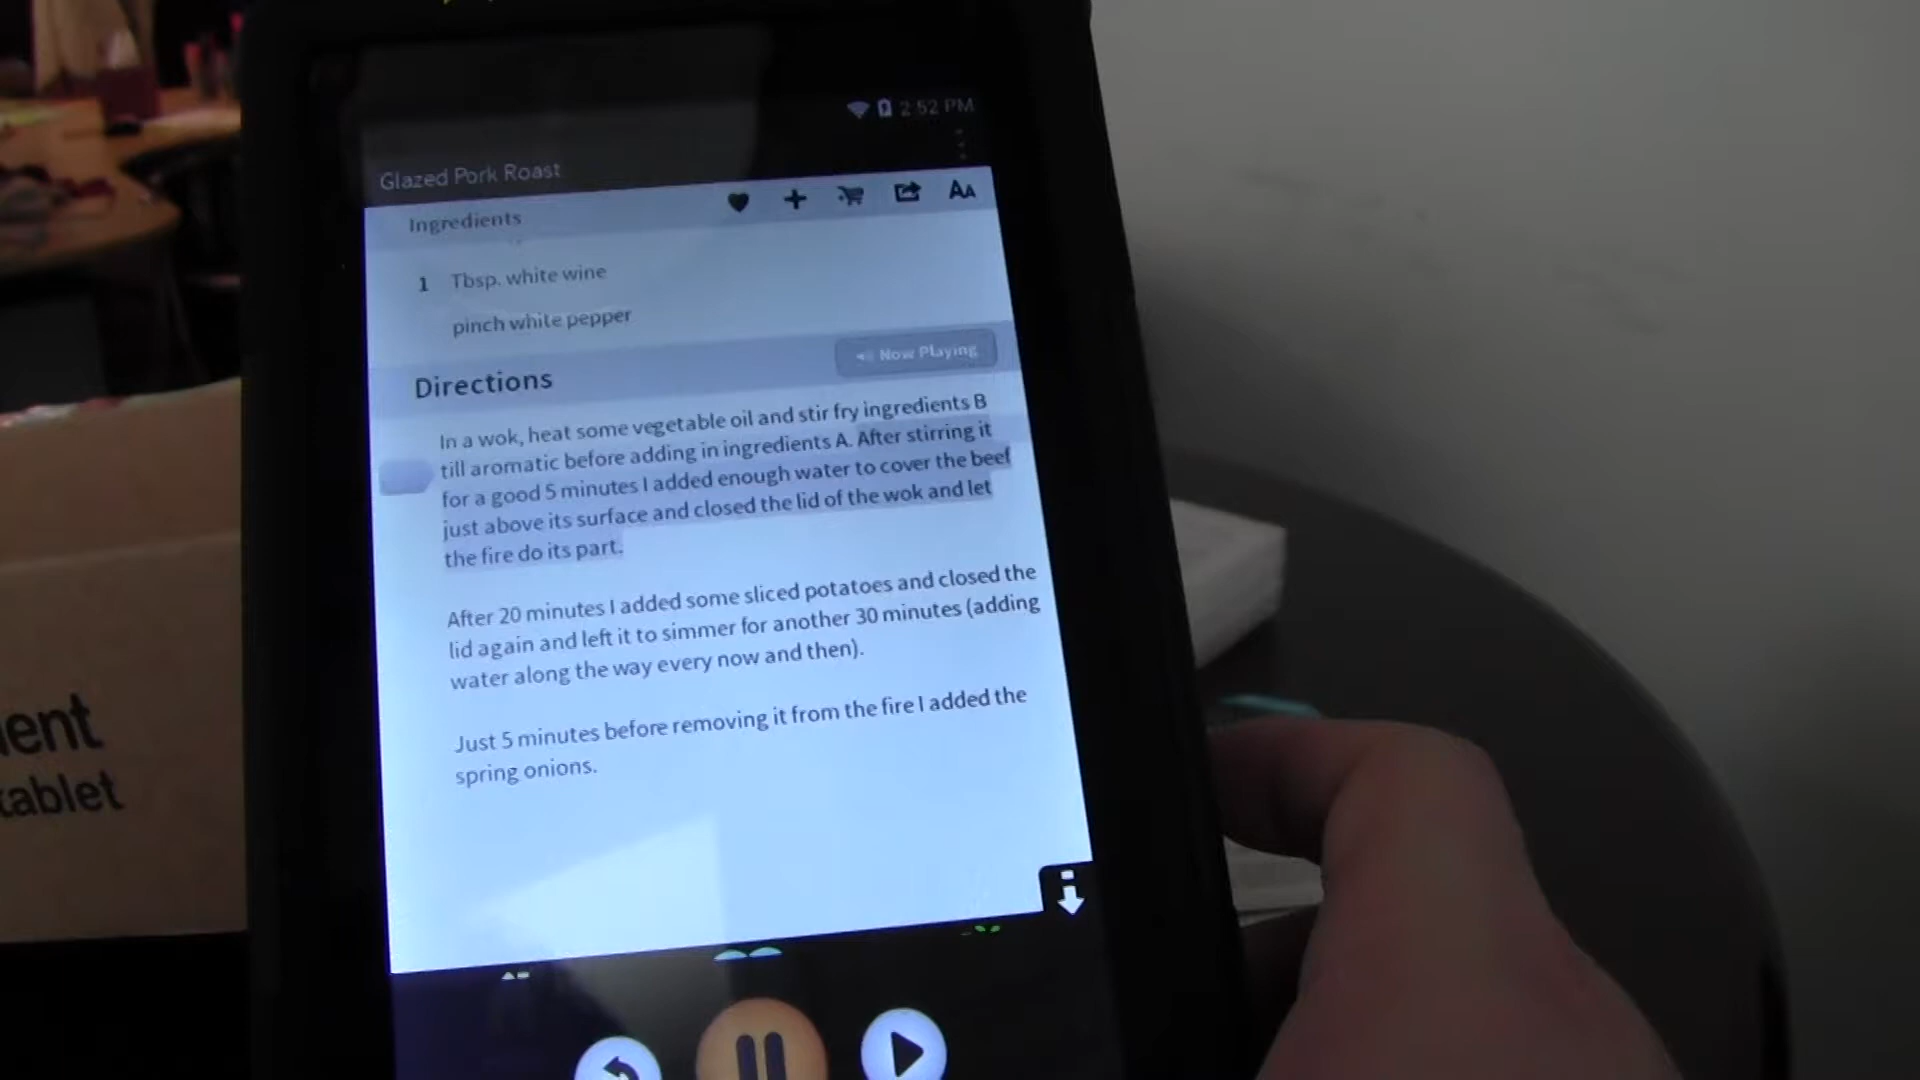 2:52 PM
Glazed Pork Roast
AA
Ingredients
1 Tbsp. white wine
pinch white pepper
Now Playing
Directions
In a wok, heat some vegetable oil and stir fry ingredients B
till aromatic before adding in ingredients A. After stirring it
for a good 5 minutes I added enough water to cover the beef
just above its surface and closed the lid of the wok and let
the fire do its part.
After 20 minutes I added some sliced potatoes and closed the
lid again and left it to simmer for another 30 minutes (adding
water along the way every now and then).
Just 5 minutes before removing it from the fire I added the
spring onions.
ient
tablet